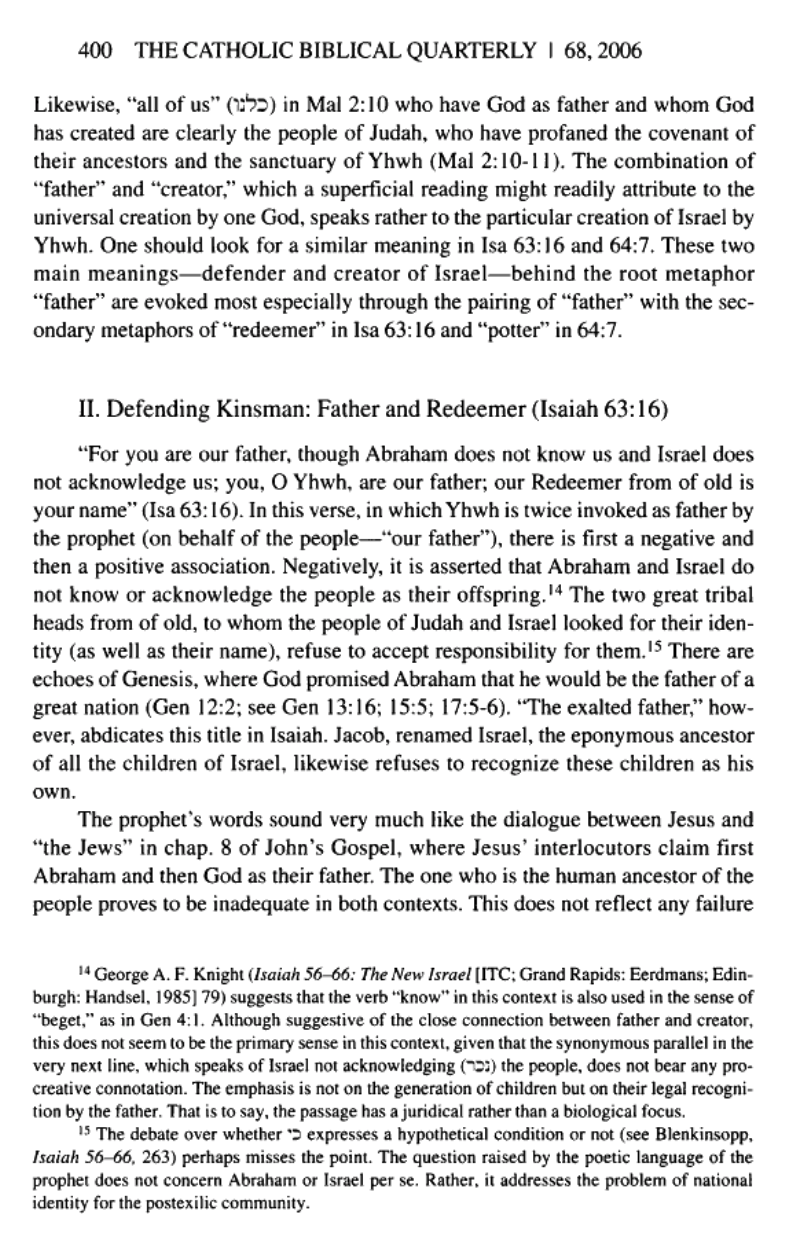 400 THE CATHOLIC BIBLICAL QUARTERLY | 68, 2006
Likewise, “all of us” (כלנו) in Mal 2:10 who have God as father and whom God
has created are clearly the people of Judah, who have profaned the covenant of
their ancestors and the sanctuary of Yhwh (Mal 2:10-11). The combination of
“father” and “creator,” which a superficial reading might readily attribute to the
universal creation by one God, speaks rather to the particular creation of Israel by
Yhwh. One should look for a similar meaning in Isa 63:16 and 64:7. These two
main meanings—defender and creator of Israel—behind the root metaphor
“father” are evoked most especially through the pairing of “father” with the sec-
ondary metaphors of “redeemer” in Isa 63:16 and “potter” in 64:7.
II. Defending Kinsman: Father and Redeemer (Isaiah 63:16)
“For you are our father, though Abraham does not know us and Israel does
not acknowledge us; you, O Yhwh, are our father; our Redeemer from of old is
your name” (Isa 63:16). In this verse, in which Yhwh is twice invoked as father by
the prophet (on behalf of the people—“our father”), there is first a negative and
then a positive association. Negatively, it is asserted that Abraham and Israel do
not know or acknowledge the people as their offspring.14 The two great tribal
heads from of old, to whom the people of Judah and Israel looked for their iden-
tity (as well as their name), refuse to accept responsibility for them.15 There are
echoes of Genesis, where God promised Abraham that he would be the father of a
great nation (Gen 12:2; see Gen 13:16; 15:5; 17:5-6). “The exalted father,” how-
ever, abdicates this title in Isaiah. Jacob, renamed Israel, the eponymous ancestor
of all the children of Israel, likewise refuses to recognize these children as his
own.
The prophet’s words sound very much like the dialogue between Jesus and
“the Jews” in chap. 8 of John’s Gospel, where Jesus’ interlocutors claim first
Abraham and then God as their father. The one who is the human ancestor of the
people proves to be inadequate in both contexts. This does not reflect any failure
14 George A. F. Knight (Isaiah 56–66: The New Israel [ITC; Grand Rapids: Eerdmans; Edin-
burgh: Handsel, 1985] 79) suggests that the verb “know” in this context is also used in the sense of
“beget,” as in Gen 4:1. Although suggestive of the close connection between father and creator,
this does not seem to be the primary sense in this context, given that the synonymous parallel in the
very next line, which speaks of Israel not acknowledging (נכר) the people, does not bear any pro-
creative connotation. The emphasis is not on the generation of children but on their legal recogni-
tion by the father. That is to say, the passage has a juridical rather than a biological focus.
15 The debate over whether כי expresses a hypothetical condition or not (see Blenkinsopp,
Isaiah 56–66, 263) perhaps misses the point. The question raised by the poetic language of the
prophet does not concern Abraham or Israel per se. Rather, it addresses the problem of national
identity for the postexilic community.